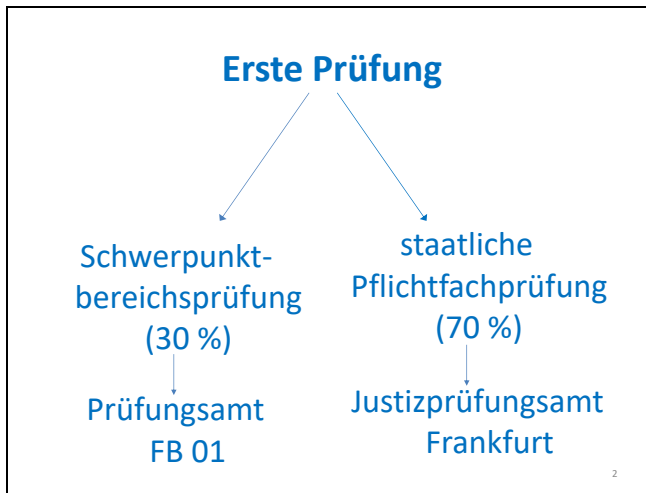 Erste Prüfung
Schwerpunkt-
bereichsprüfung
(30 %)
staatliche
Pflichtfachprüfung
(70 %)
Prüfungsamt
FB 01
Justizprüfungsamt
Frankfurt
2